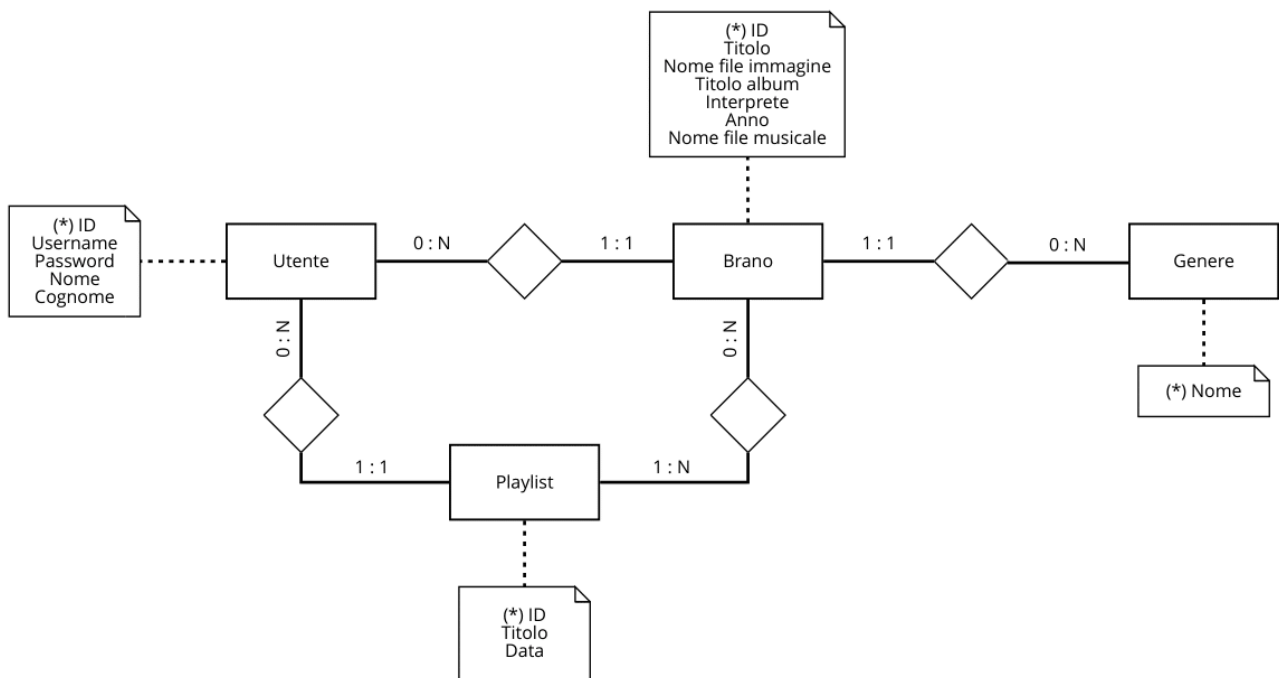 (*) ID
Titolo
Nome file immagine
Titolo album
Interprete
Anno
Nome file musicale
(*) ID
Username
Password
Nome
Cognome
Utente
0 : N
1 : 1
Brano
1 : 1
0 : N
Genere
0 : N
0 : N
(*) Nome
1 : 1
Playlist
1 : N
(*) ID
Titolo
Data